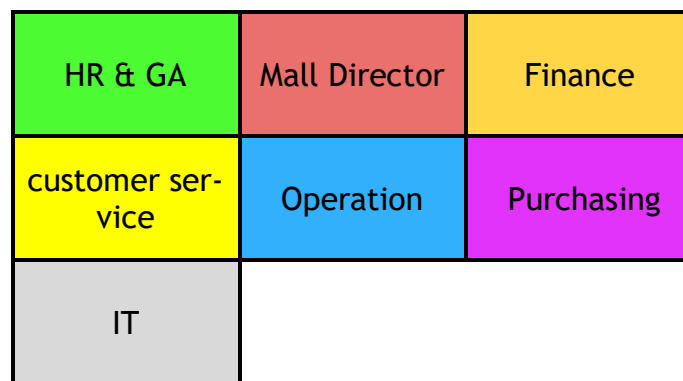 HR & GA
Mall Director
Finance
customer ser-
vice
Operation
Purchasing
IT